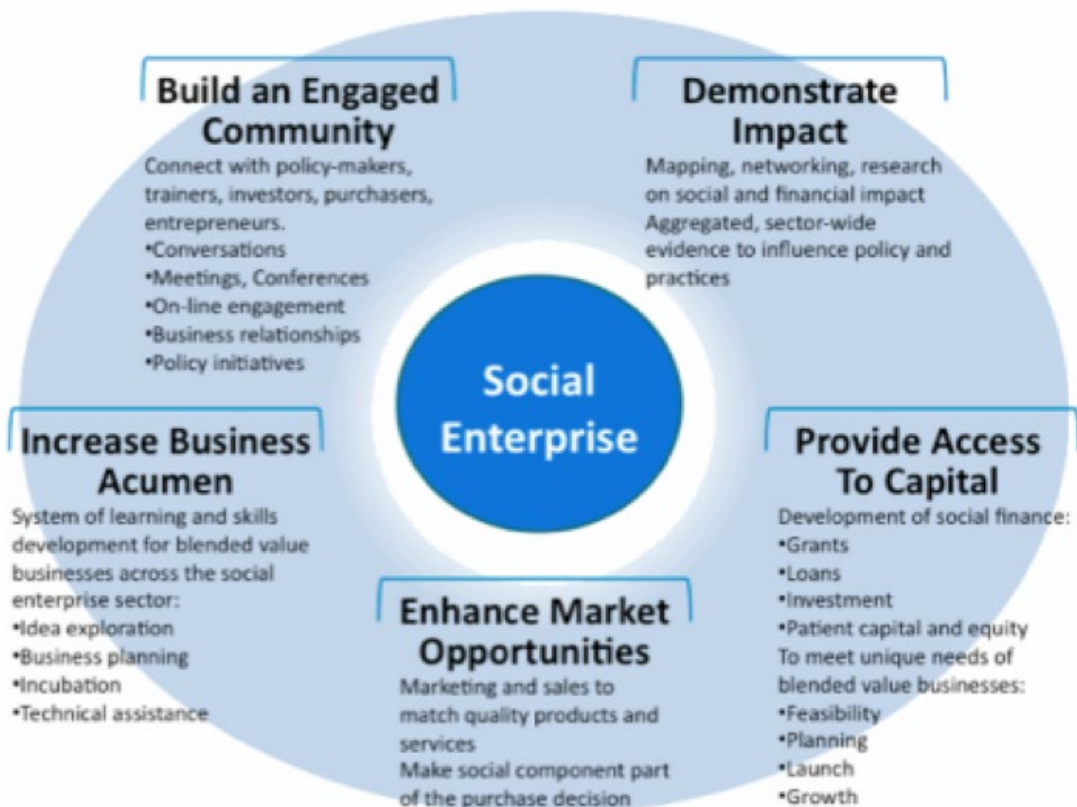 Build an Engaged
Community
Connect with policy-makers,
trainers, investors, purchasers,
entrepreneurs.
•Conversations
•Meetings, Conferences
•On-line engagement
•Business relationships
•Policy initiatives
Demonstrate
Impact
Mapping, networking, research
on social and financial impact
Aggregated, sector-wide
evidence to influence policy and
practices
Social
Enterprise
Increase Business
Acumen
System of learning and skills
development for blended value
businesses across the social
enterprise sector:
•Idea exploration
•Business planning
•Incubation
•Technical assistance
Enhance Market
Opportunities
Marketing and sales to
match quality products and
services
Make social component part
of the purchase decision
Provide Access
To Capital
Development of social finance:
•Grants
•Loans
•Investment
•Patient capital and equity
To meet unique needs of
blended value businesses:
•Feasibility
•Planning
•Launch
•Growth